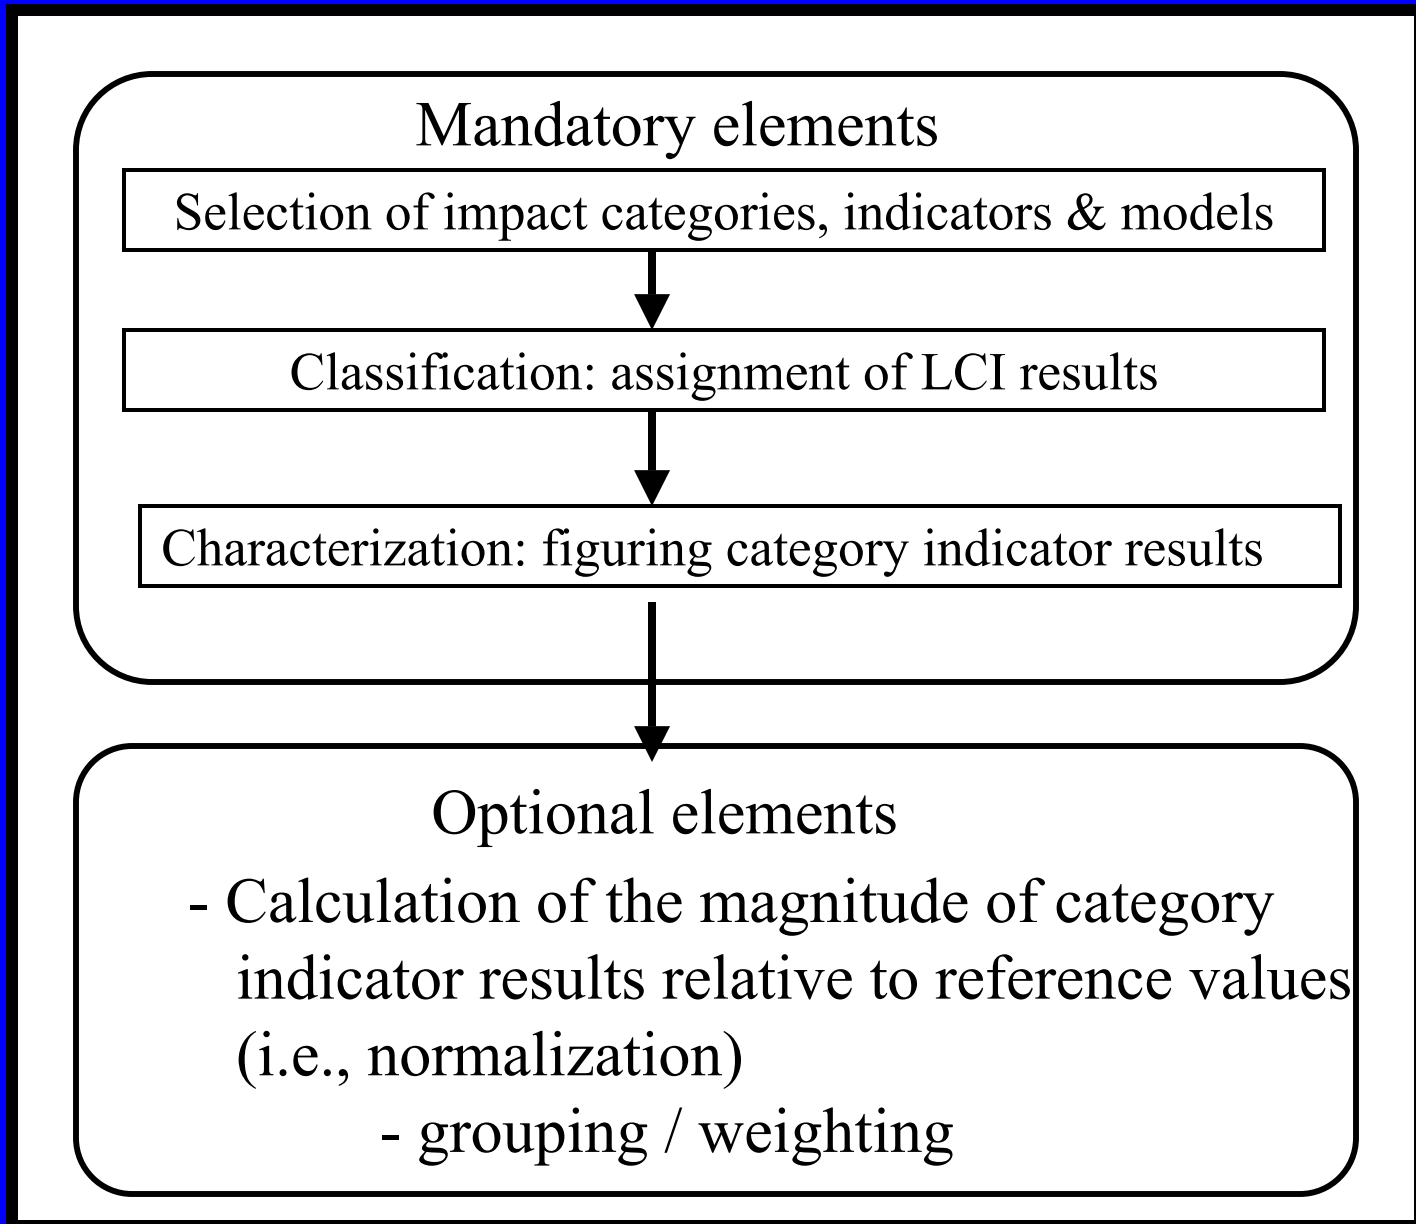 Mandatory elements
Selection of impact categories, indicators & models
Classification: assignment of LCI results
Characterization: figuring category indicator results
Optional elements
- Calculation of the magnitude of category
indicator results relative to reference values
(i.e., normalization)
- grouping / weighting